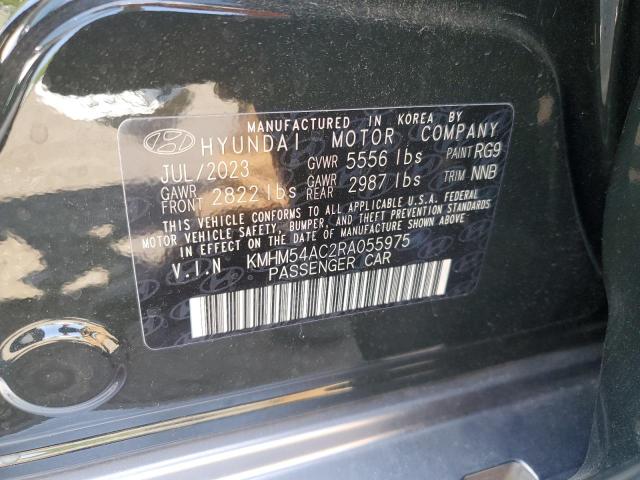 MANUFACTURED IN KOREA BY
HYUNDAI MOTOR COMPANY
JUL/2023 GVWR 5556 lbs PAINT RG9
GAWR FRONT 2822 lbs GAWR REAR 2987 lbs TRIM NNB
THIS VEHICLE CONFORMS TO ALL APPLICABLE U.S.A. FEDERAL
MOTOR VEHICLE SAFETY, BUMPER, AND THEFT PREVENTION STANDARDS
IN EFFECT ON THE DATE OF MANUFACTURE SHOWN ABOVE.
V.I.N KMHM54AC2RA055975
PASSENGER CAR